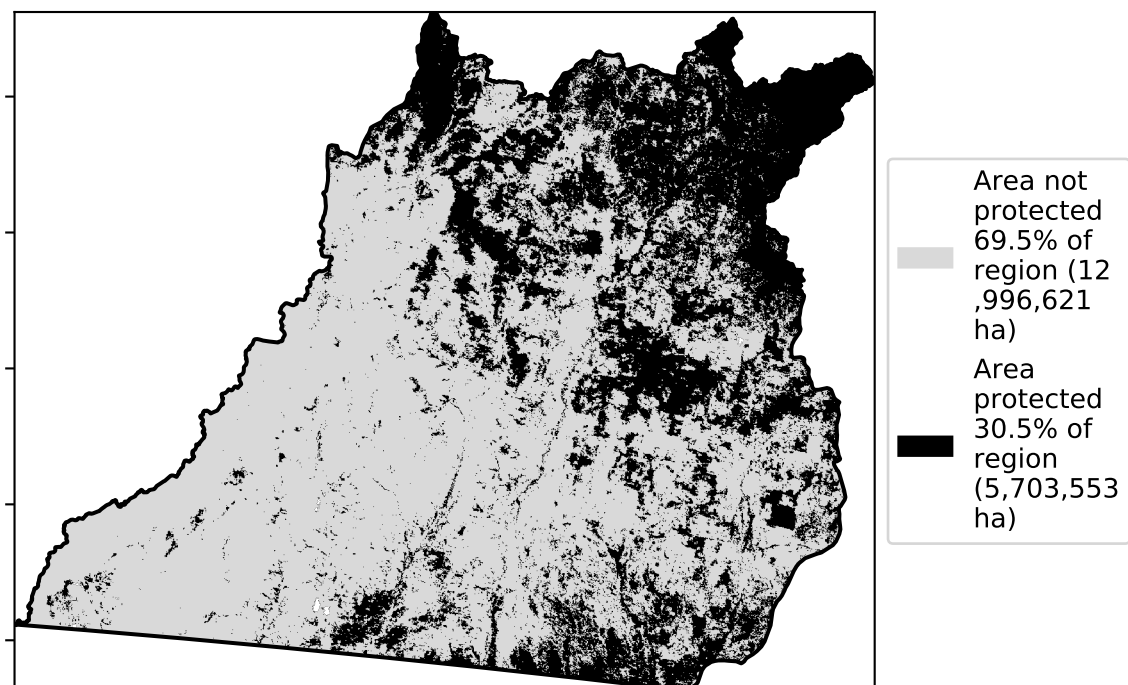 Area not
protected
69.5% of
region (12
,996,621
ha)
Area
protected
30.5% of
region
(5,703,553
ha)